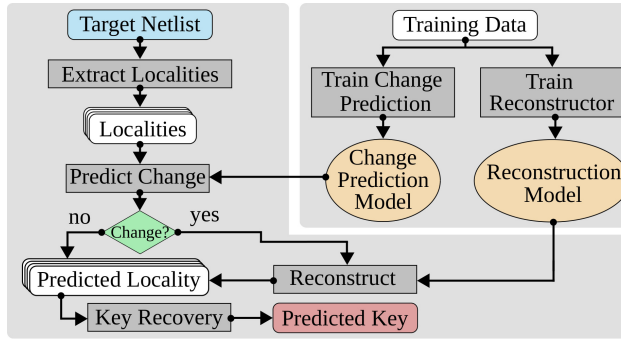 Target Netlist
Extract Localities
Localities
Predict Change
no
yes
Change?
Predicted Locality
Key Recovery
Predicted Key
Reconstruct
Training Data
Train Change
Prediction
Train
Reconstructor
Change
Prediction
Model
Reconstruction
Model